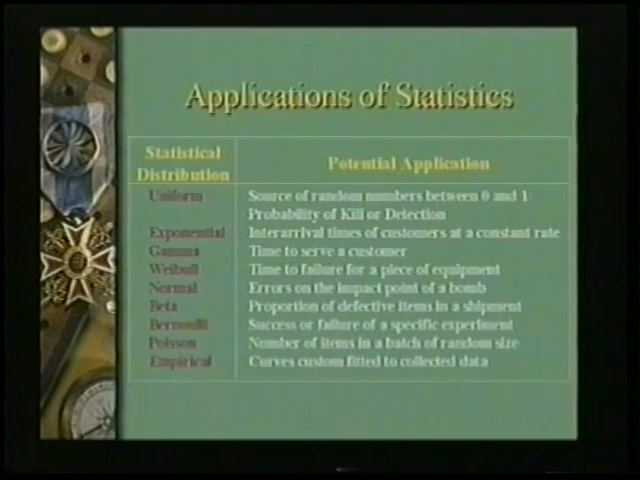 Applications of Statistics
Statistical Distribution Potential Application
Uniform Source of random numbers between 0 and 1
Probability of Kill or Detection
Exponential Interarrival times of customers at a constant rate
Gamma Time to serve a customer
Weibull Time to failure for a piece of equipment
Normal Errors on the impact point of a bomb
Beta Proportion of defective items in a shipment
Bernoulli Success or failure of a specific experiment
Poisson Number of items in a batch of random size
Empirical Curves custom fitted to collected data